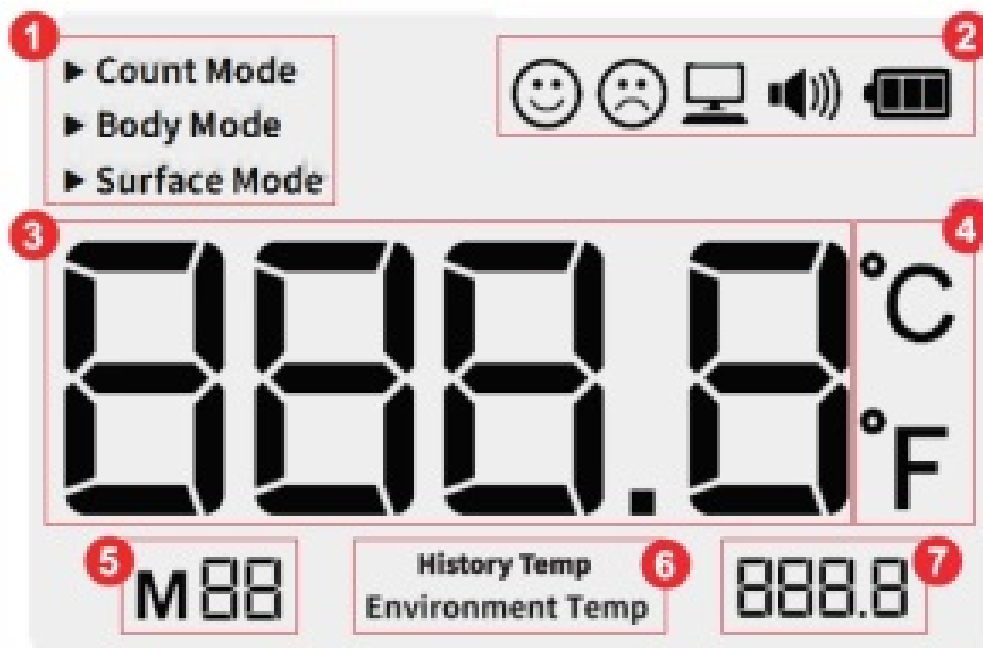 1
► Count Mode
► Body Mode
► Surface Mode
2
3
888.8
4
°C
°F
5
M88
6
History Temp
Environment Temp
7
888.8